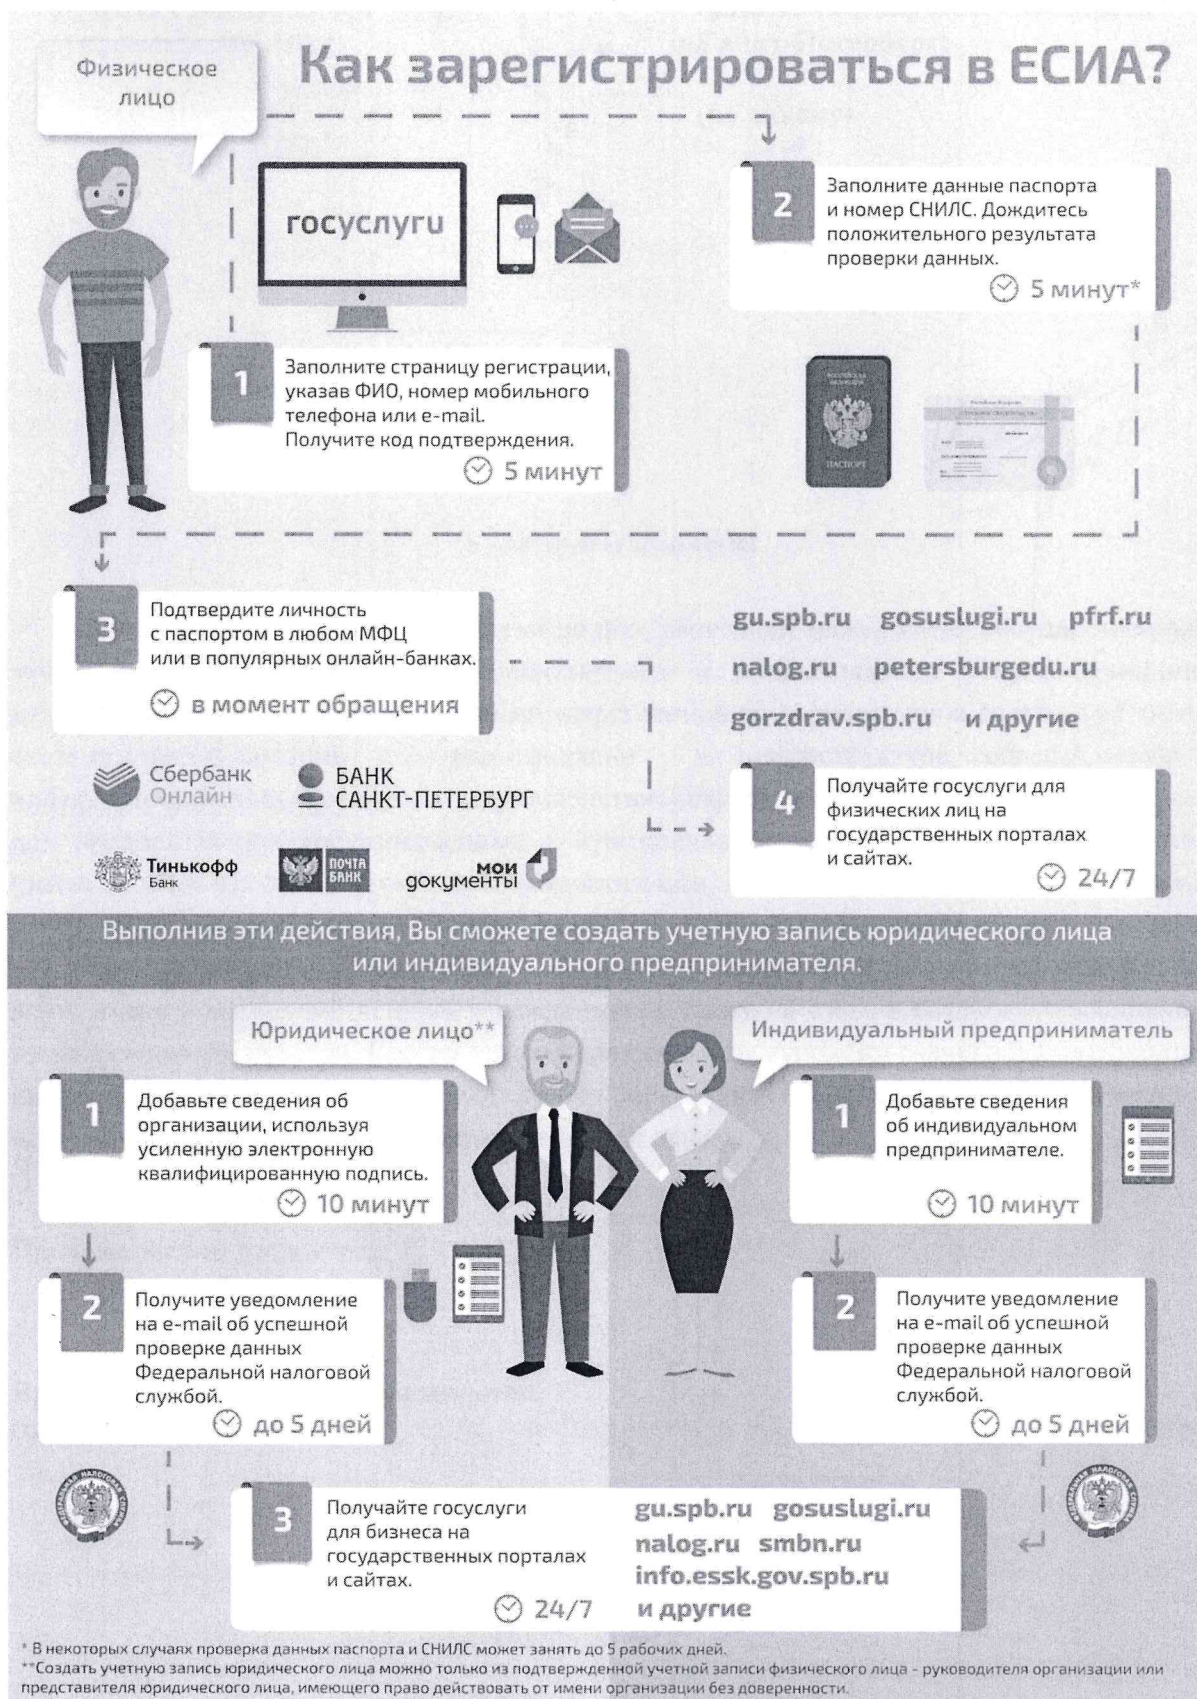 Физическое
лицо
Как зарегистрироваться в ЕСИА?
госуслуги
1
Заполните страницу регистрации,
указав ФИО, номер мобильного
телефона или e-mail.
Получите код подтверждения.
5 минут
2
Заполните данные паспорта
и номер СНИЛС. Дождитесь
положительного результата
проверки данных.
5 минут*
РОССИЙСКАЯ
ФЕДЕРАЦИЯ
ПАСПОРТ
3
Подтвердите личность
с паспортом в любом МФЦ
или в популярных онлайн-банках.
в момент обращения
Сбербанк
Онлайн
БАНК
САНКТ-ПЕТЕРБУРГ
Тинькофф
Банк
ПОЧТА
БАНК
мои
документы
gu.spb.ru gosuslugi.ru pfrf.ru
nalog.ru petersburgedu.ru
gorzdrav.spb.ru и другие
4
Получайте госуслуги для
физических лиц на
государственных порталах
и сайтах.
24/7
Выполнив эти действия, Вы сможете создать учетную запись юридического лица
или индивидуального предпринимателя.
Юридическое лицо**
1
Добавьте сведения об
организации, используя
усиленную электронную
квалифицированную подпись.
10 минут
2
Получите уведомление
на e-mail об успешной
проверке данных
Федеральной налоговой
службой.
до 5 дней
Индивидуальный предприниматель
1
Добавьте сведения
об индивидуальном
предпринимателе.
10 минут
2
Получите уведомление
на e-mail об успешной
проверке данных
Федеральной налоговой
службой.
до 5 дней
3
Получайте госуслуги
для бизнеса на
государственных порталах
и сайтах.
24/7
gu.spb.ru gosuslugi.ru
nalog.ru smbn.ru
info.essk.gov.spb.ru
и другие
* В некоторых случаях проверка данных паспорта и СНИЛС может занять до 5 рабочих дней.
**Создать учетную запись юридического лица можно только из подтвержденной учетной записи физического лица - руководителя организации или
представителя юридического лица, имеющего право действовать от имени организации без доверенности.